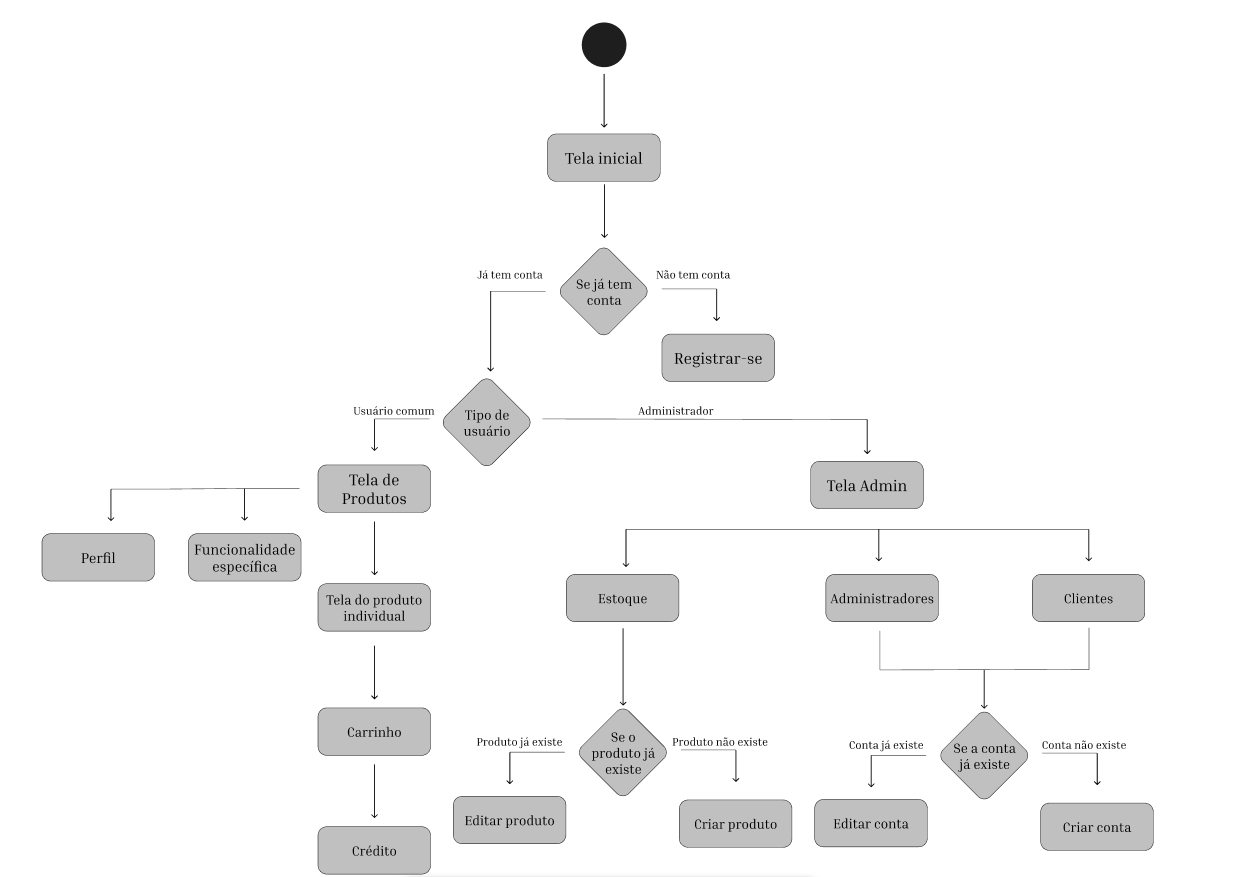 Tela inicial
Já tem conta
Não tem conta
Se já tem
conta
Registrar-se
Usuário comum
Tipo de
usuário
Administrador
Tela de
Produtos
Tela Admin
Perfil
Funcionalidade
específica
Tela do produto
individual
Estoque
Administradores
Clientes
Carrinho
Produto já existe
Se o
produto já
existe
Produto não existe
Conta já existe
Se a conta
já existe
Conta não existe
Editar produto
Criar produto
Editar conta
Criar conta
Crédito